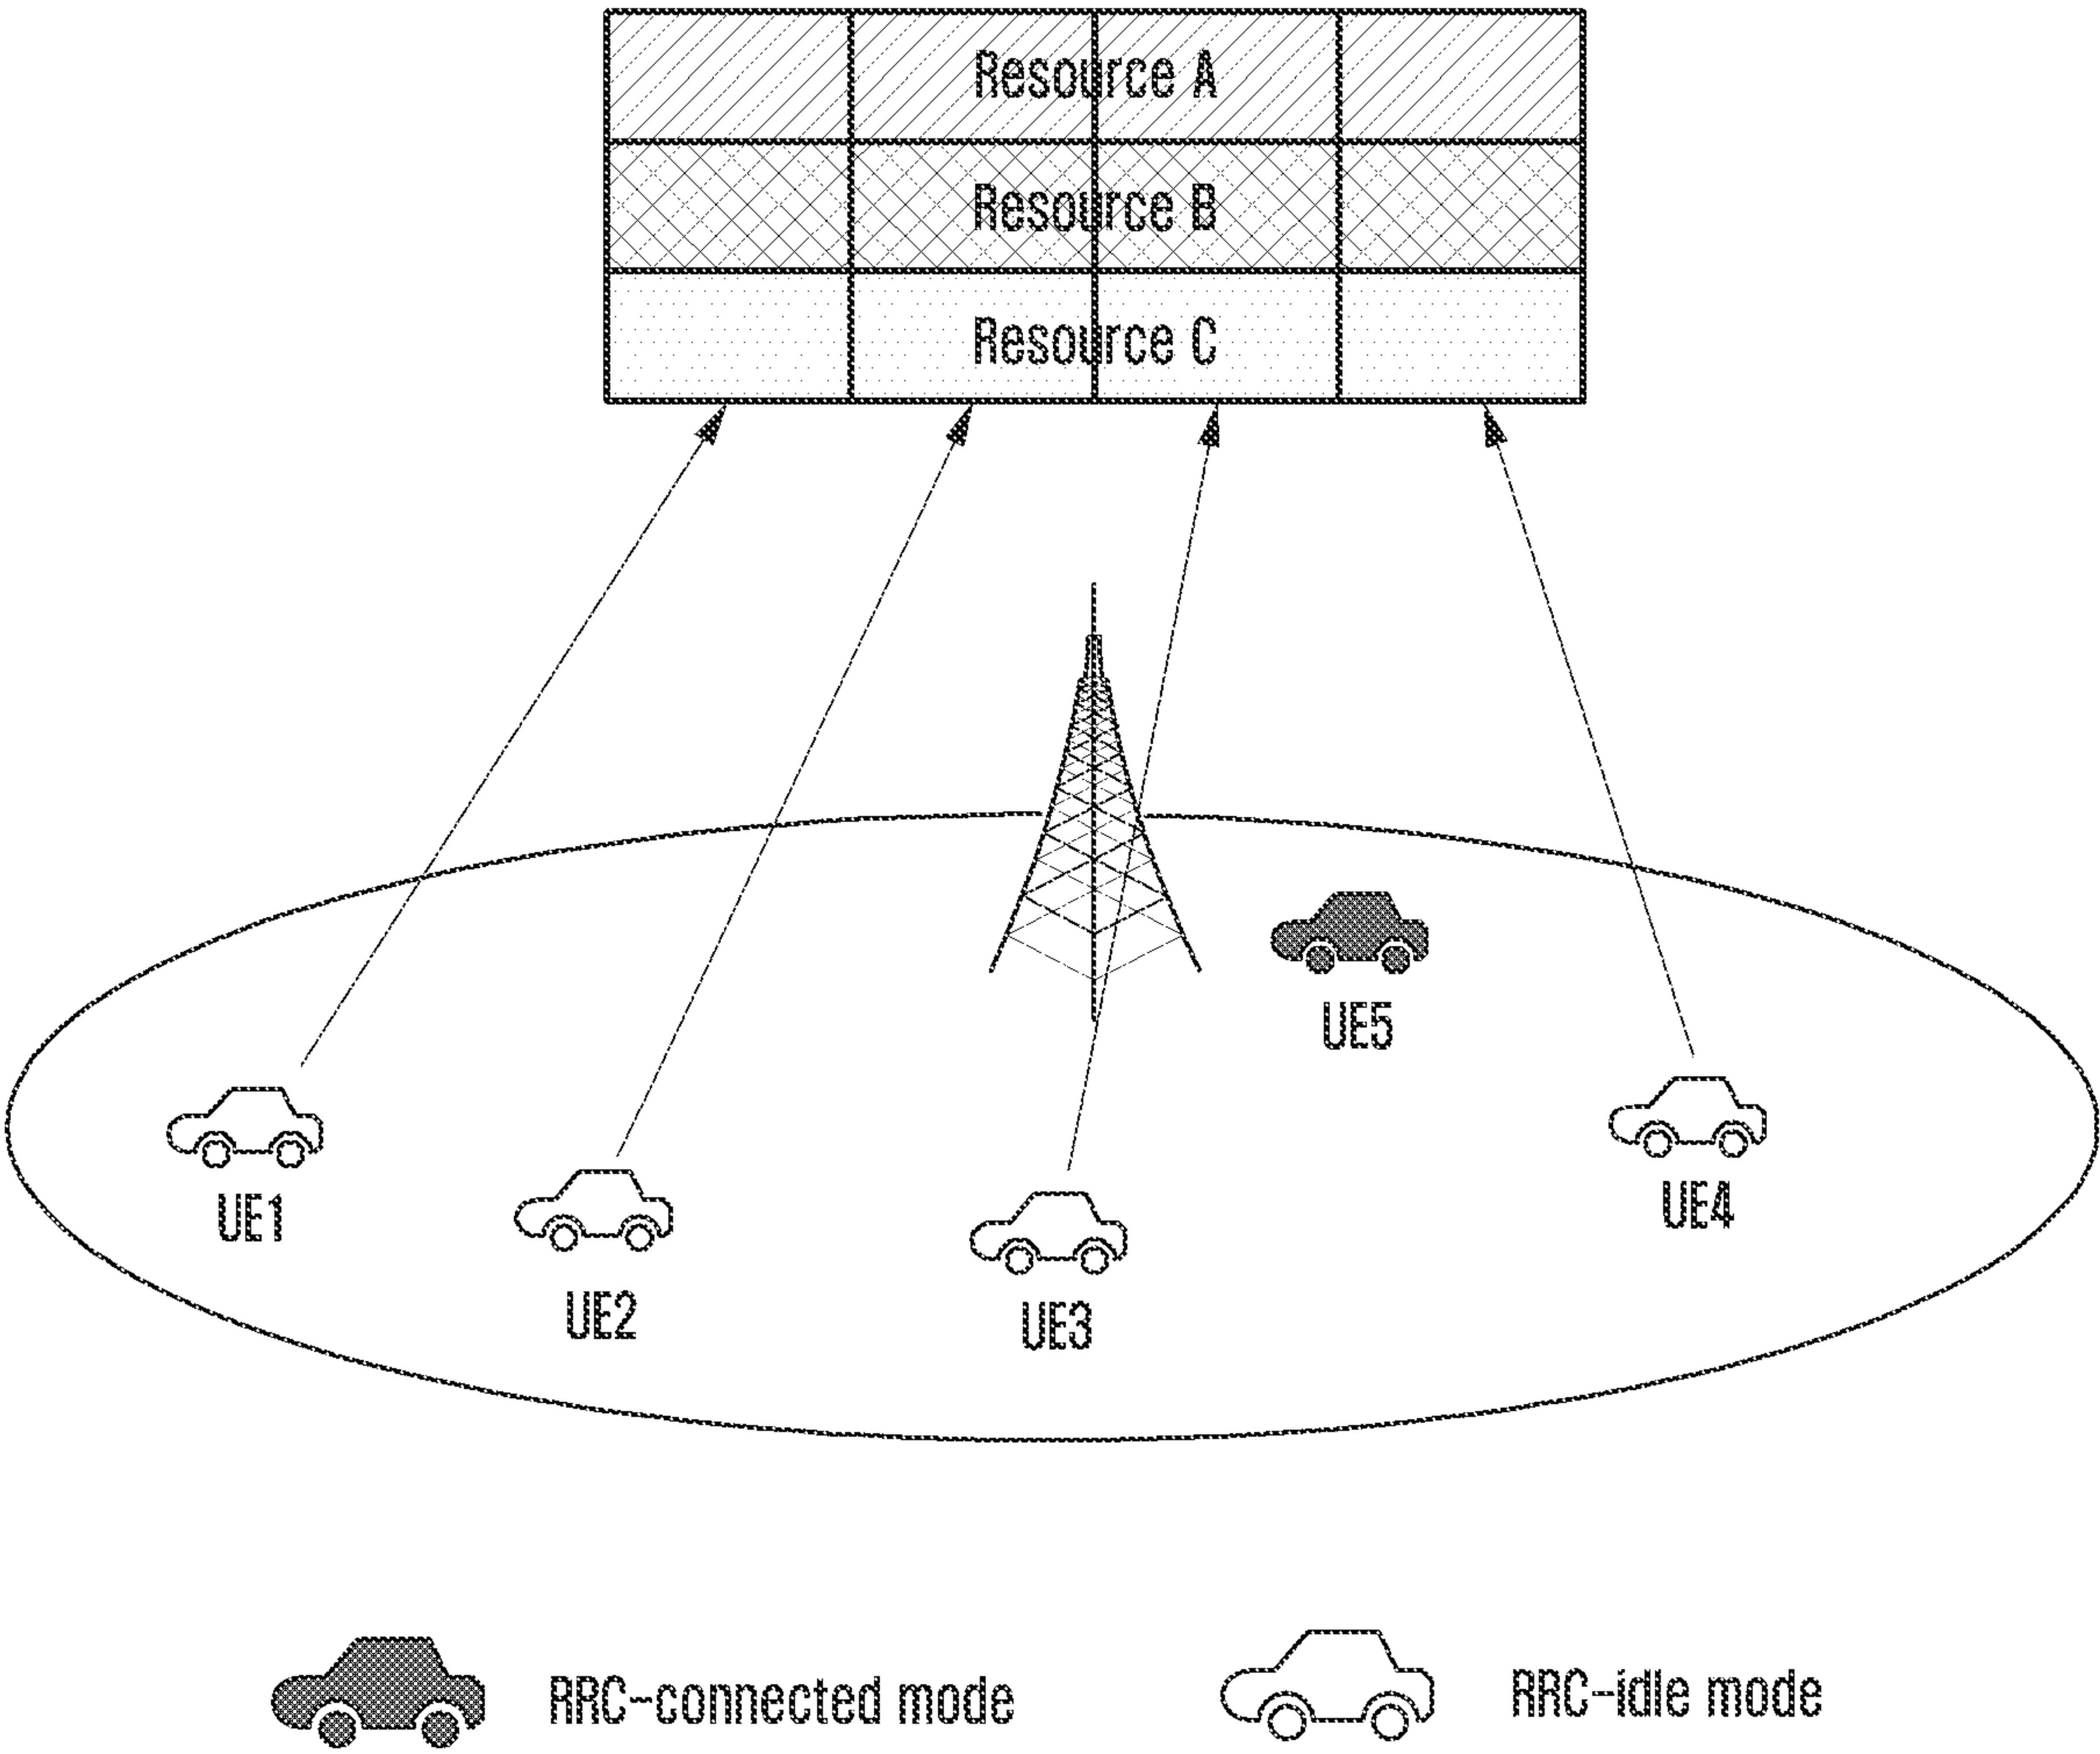 Resource A
Resource B
Resource C
UE5
UE1
UE4
UE2
UE3
RRC-connected mode
RRC-idle mode